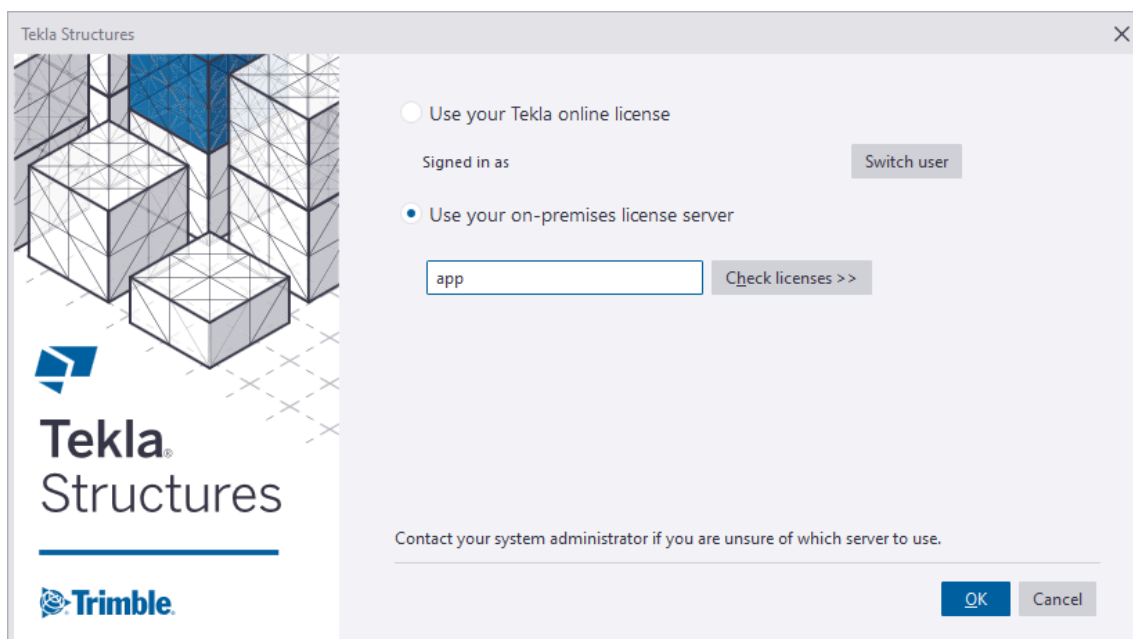 Tekla Structures
Use your Tekla online license
Signed in as
Switch user
Use your on-premises license server
app
Check licenses >>
Tekla®
Structures
Contact your system administrator if you are unsure of which server to use.
Trimble.
OK
Cancel